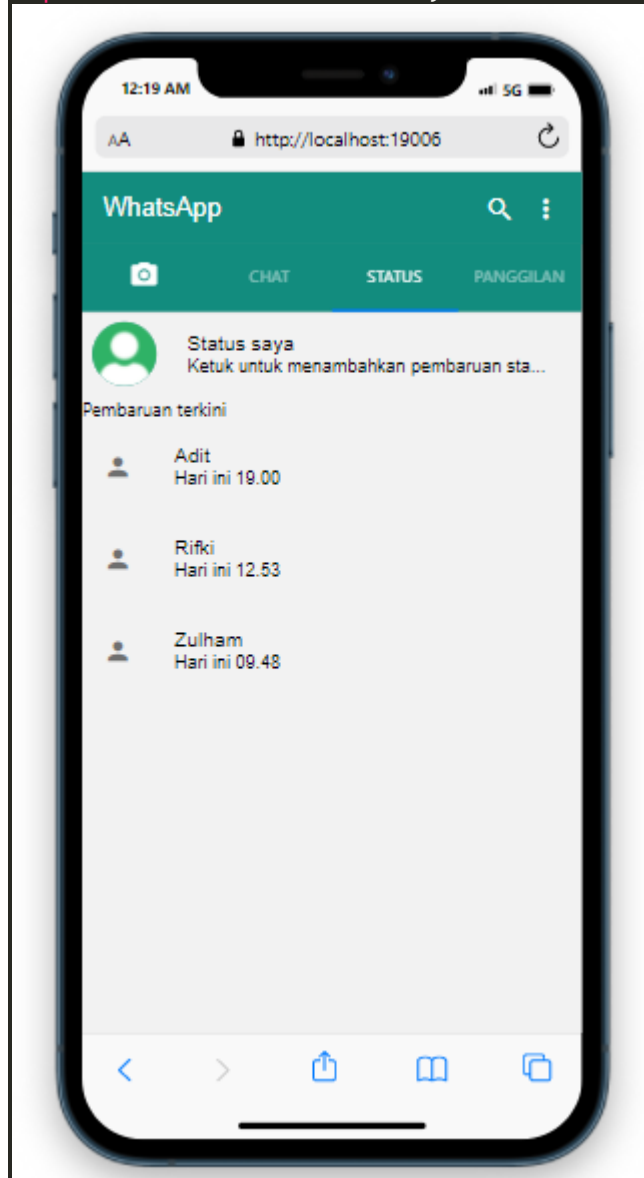 12:19 AM
5G
AA
http://localhost:19006
WhatsApp
CHAT
STATUS
PANGGILAN
Status saya
Ketuk untuk menambahkan pembaruan sta...
Pembaruan terkini
Adit
Hari ini 19.00
Rifki
Hari ini 12.53
Zulham
Hari ini 09.48